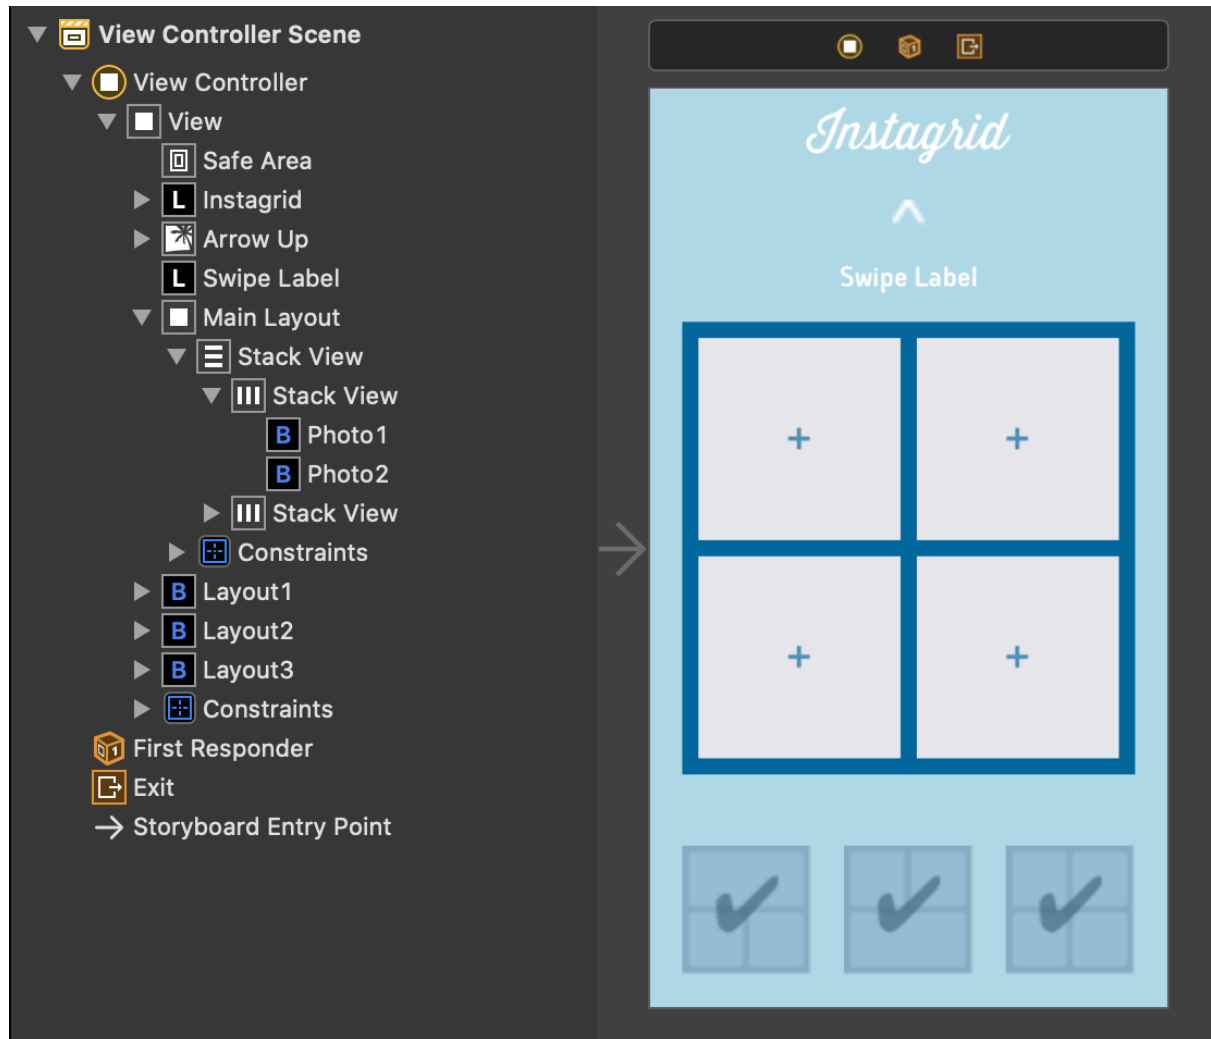 View Controller Scene
View Controller
View
Safe Area
L Instagrid
Arrow Up
L Swipe Label
Main Layout
Stack View
Stack View
B Photo1
B Photo2
Stack View
Constraints
B Layout1
B Layout2
B Layout3
Constraints
First Responder
Exit
Storyboard Entry Point
Instagrid
Swipe Label
+ +
+ +